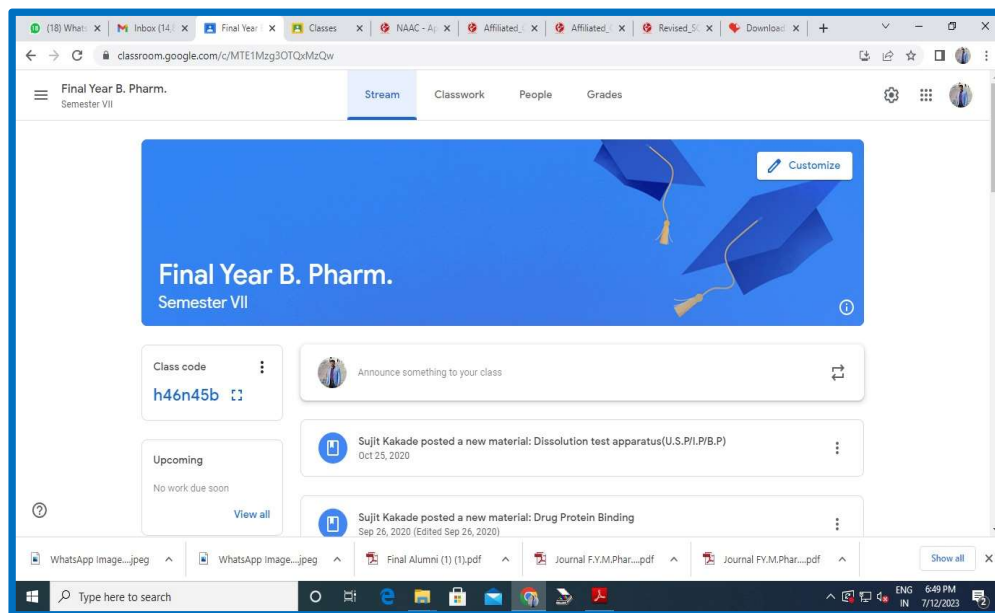 (18) Whats
Inbox (14,
Final Year
Classes
NAAC - Ap
Affiliated_C
Affiliated_C
Revised_SO
Download
classroom.google.com/c/MTE1Mzg3OTQxMzQw
Final Year B. Pharm.
Semester VII
Stream
Classwork
People
Grades
Customize
Final Year B. Pharm.
Semester VII
Class code
h46n45b
Announce something to your class
Sujit Kakade posted a new material: Dissolution test apparatus(U.S.P/I.P/B.P)
Oct 25, 2020
Upcoming
No work due soon
View all
Sujit Kakade posted a new material: Drug Protein Binding
Sep 26, 2020 (Edited Sep 26, 2020)
WhatsApp Image....jpeg
WhatsApp Image....jpeg
Final Alumni (1) (1).pdf
Journal F.Y.M.Phar....pdf
Journal FY.M.Phar....pdf
Show all
Type here to search
ENG
IN
6:49 PM
7/12/2023
2